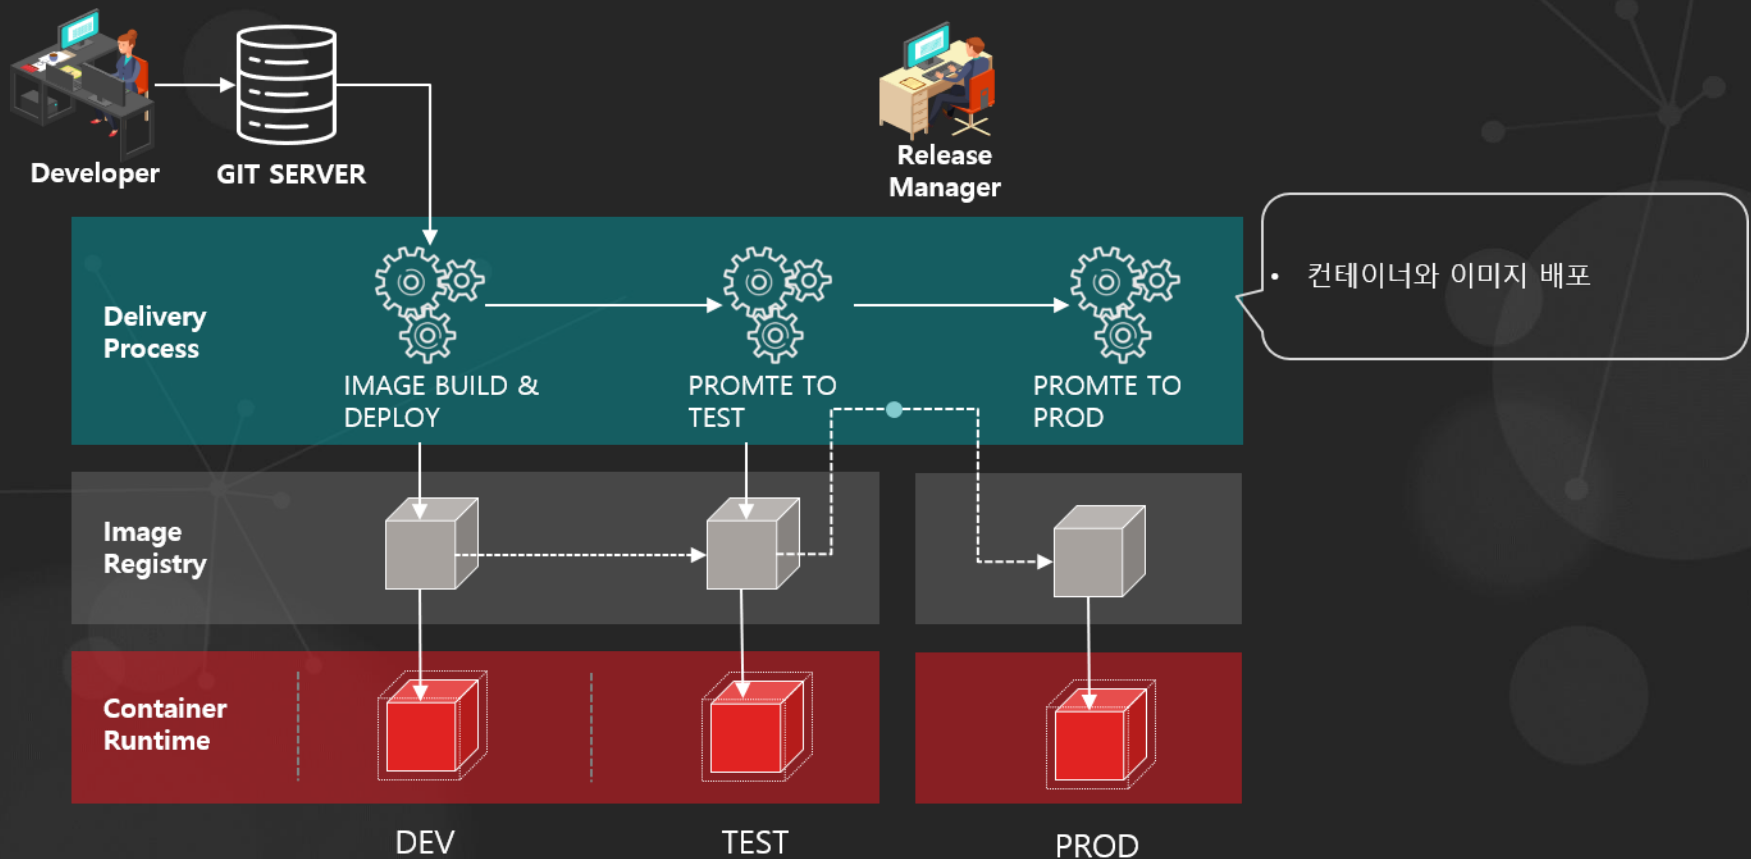 Developer
GIT SERVER
Release
Manager
Delivery
Process
IMAGE BUILD &
DEPLOY
PROMTE TO
TEST
PROMTE TO
PROD
• 컨테이너와 이미지 배포
Image
Registry
Container
Runtime
DEV
TEST
PROD